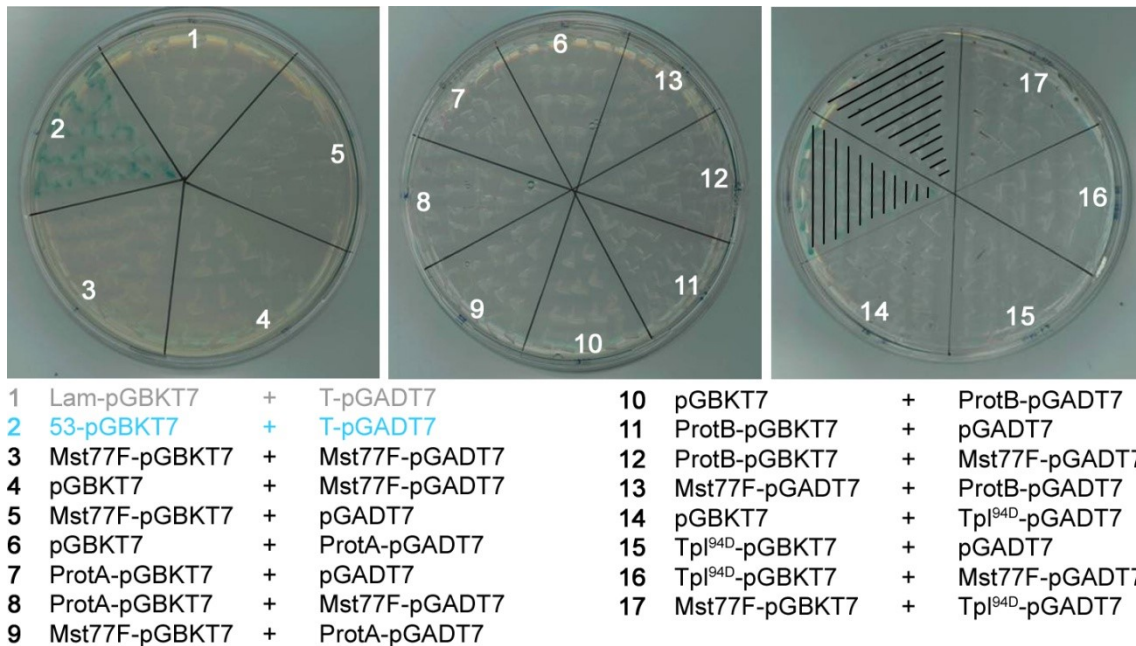 1
2
5
3
4
6
13
7
12
8
11
9
10
17
16
14
15
1 Lam-pGBKT7 + T-pGADT7
2 53-pGBKT7 + T-pGADT7
3 Mst77F-pGBKT7 + Mst77F-pGADT7
4 pGBKT7 + Mst77F-pGADT7
5 Mst77F-pGBKT7 + pGADT7
6 pGBKT7 + ProtA-pGADT7
7 ProtA-pGBKT7 + pGADT7
8 ProtA-pGBKT7 + Mst77F-pGADT7
9 Mst77F-pGBKT7 + ProtA-pGADT7
10 pGBKT7 + ProtB-pGADT7
11 ProtB-pGBKT7 + pGADT7
12 ProtB-pGBKT7 + Mst77F-pGADT7
13 Mst77F-pGADT7 + ProtB-pGADT7
14 pGBKT7 + Tpl⁹⁴ᴰ-pGADT7
15 Tpl⁹⁴ᴰ-pGBKT7 + pGADT7
16 Tpl⁹⁴ᴰ-pGBKT7 + Mst77F-pGADT7
17 Mst77F-pGBKT7 + Tpl⁹⁴ᴰ-pGADT7